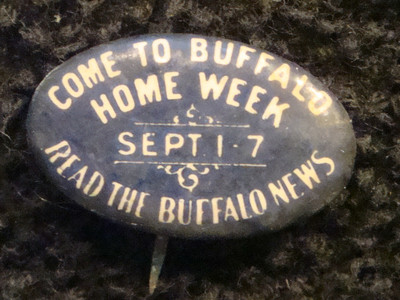 COME TO BUFFALO
HOME WEEK
SEPT 1-7
READ THE BUFFALO NEWS